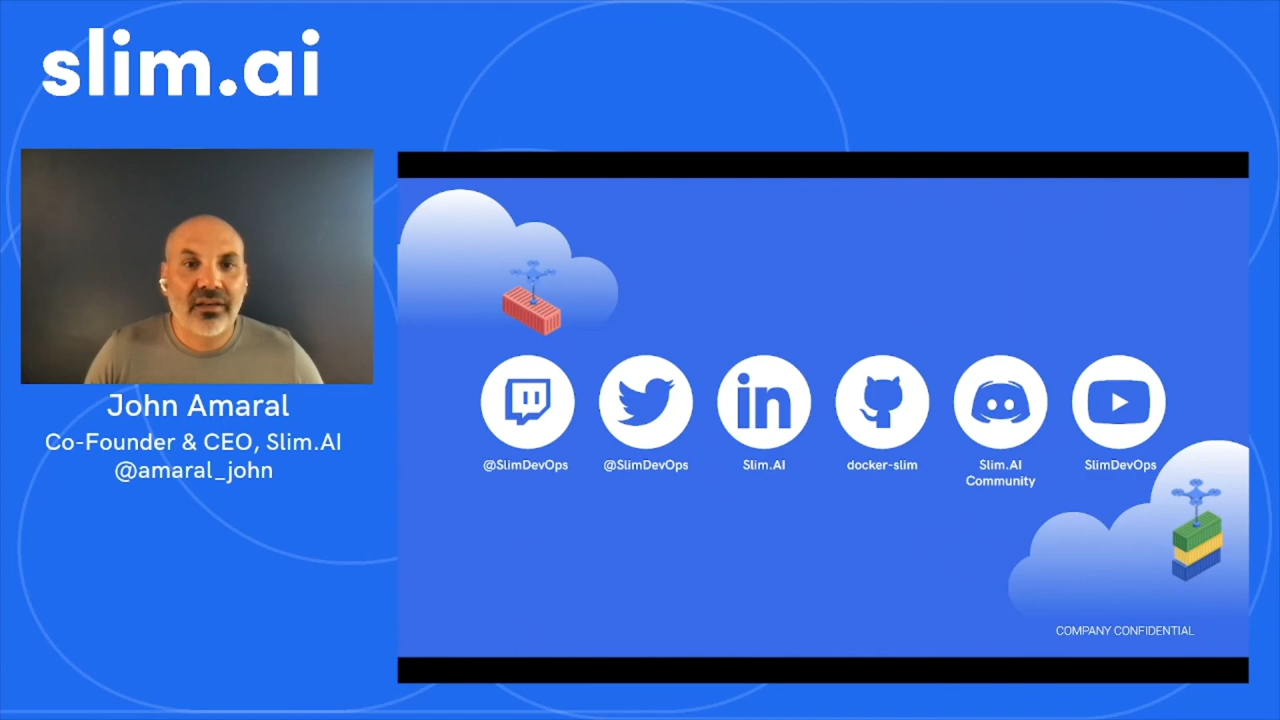 slim.ai
John Amaral
Co-Founder & CEO, Slim.AI
@amaral_john
@SlimDevOps
@SlimDevOps
Slim.AI
docker-slim
Slim.AI
Community
SlimDevOps
COMPANY CONFIDENTIAL